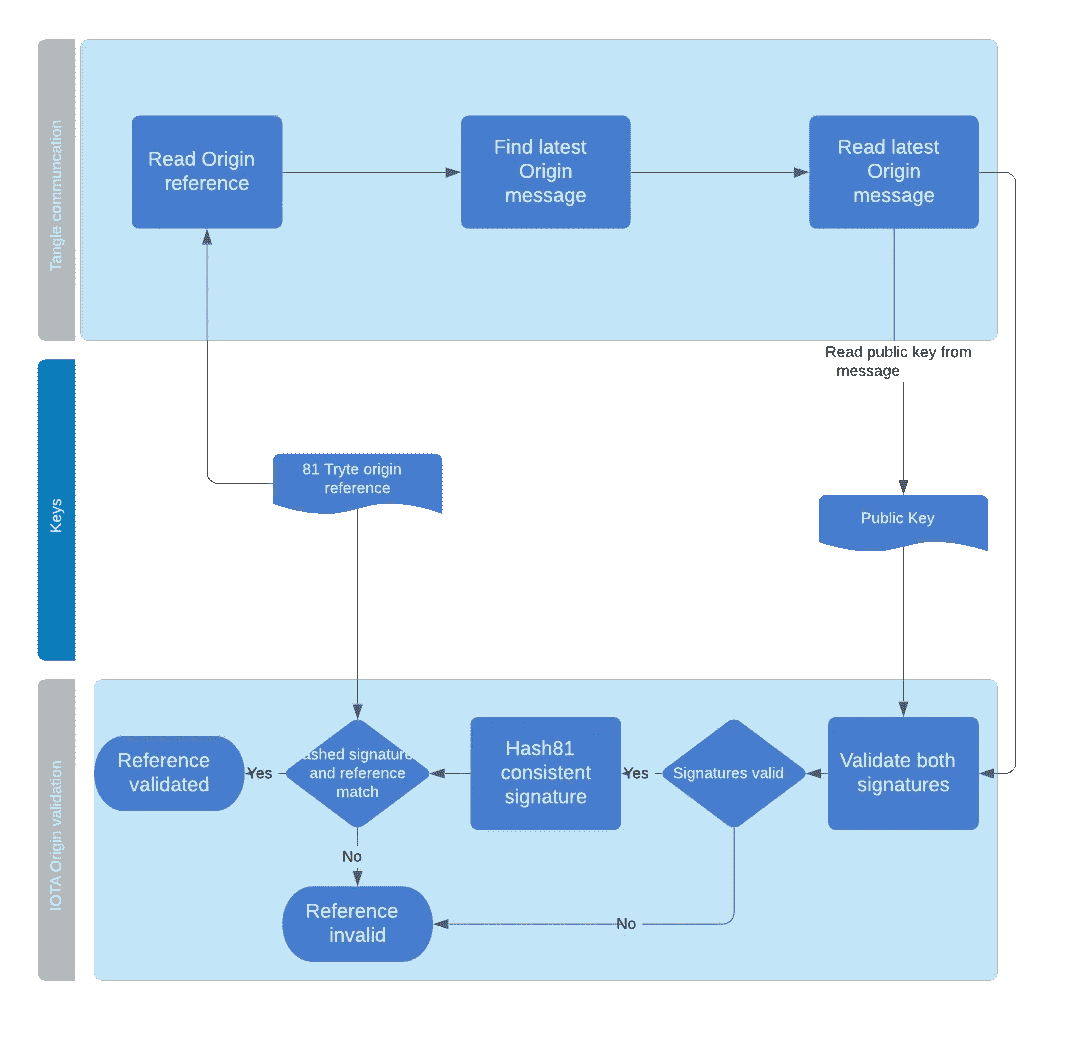 Tangle communcation
Read Origin
reference
Find latest
Origin
message
Read latest
Origin
message
Read public key from
message
Keys
81 Tryte origin
reference
Public Key
IOTA Origin validation
Reference
validated
Yes
ashed signature
and reference
match
Hash81
consistent
signature
Yes
Signatures valid
Validate both
signatures
No
Reference
invalid
No